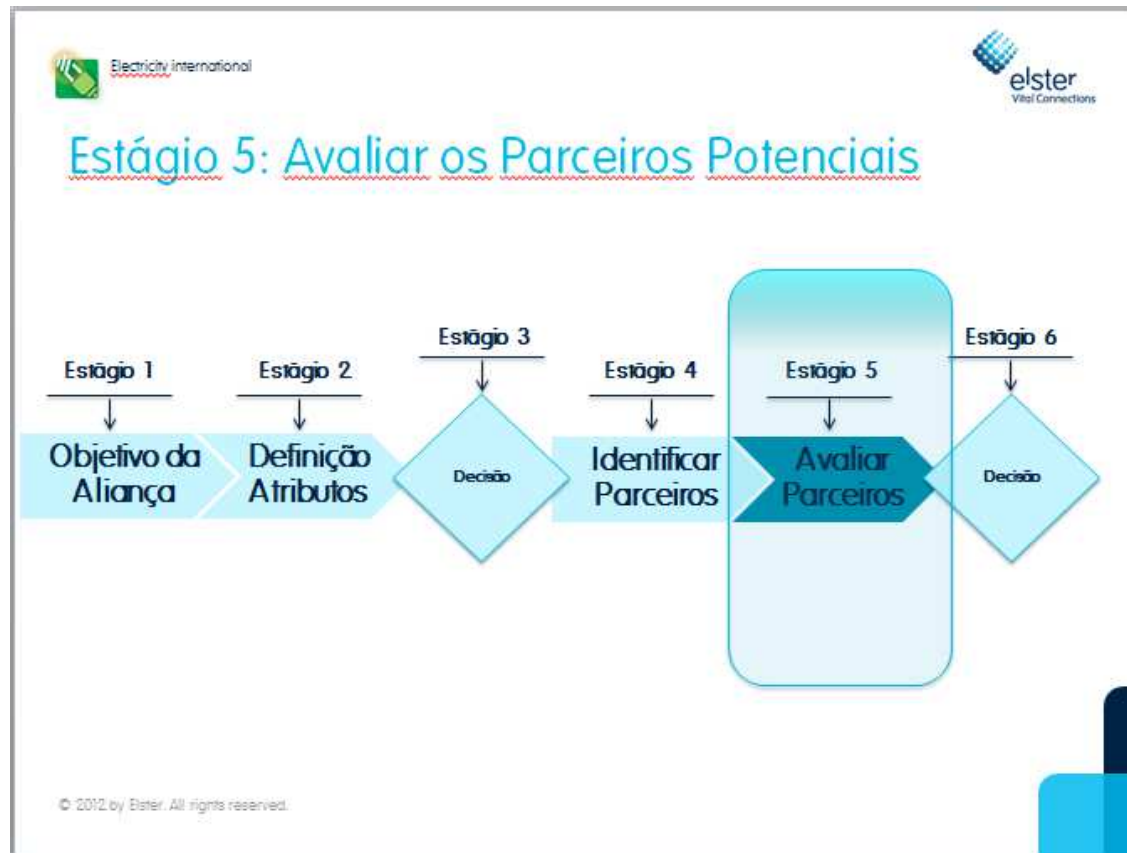 Electricity international
elster
Vital Connections
Estágio 5: Avaliar os Parceiros Potenciais
Estágio 1
Estágio 2
Estágio 3
Estágio 4
Estágio 5
Estágio 6
Objetivo da
Aliança
Definição
Atributos
Decisão
Identificar
Parceiros
Avaliar
Parceiros
Decisão
© 2012 by Elster. All rights reserved.